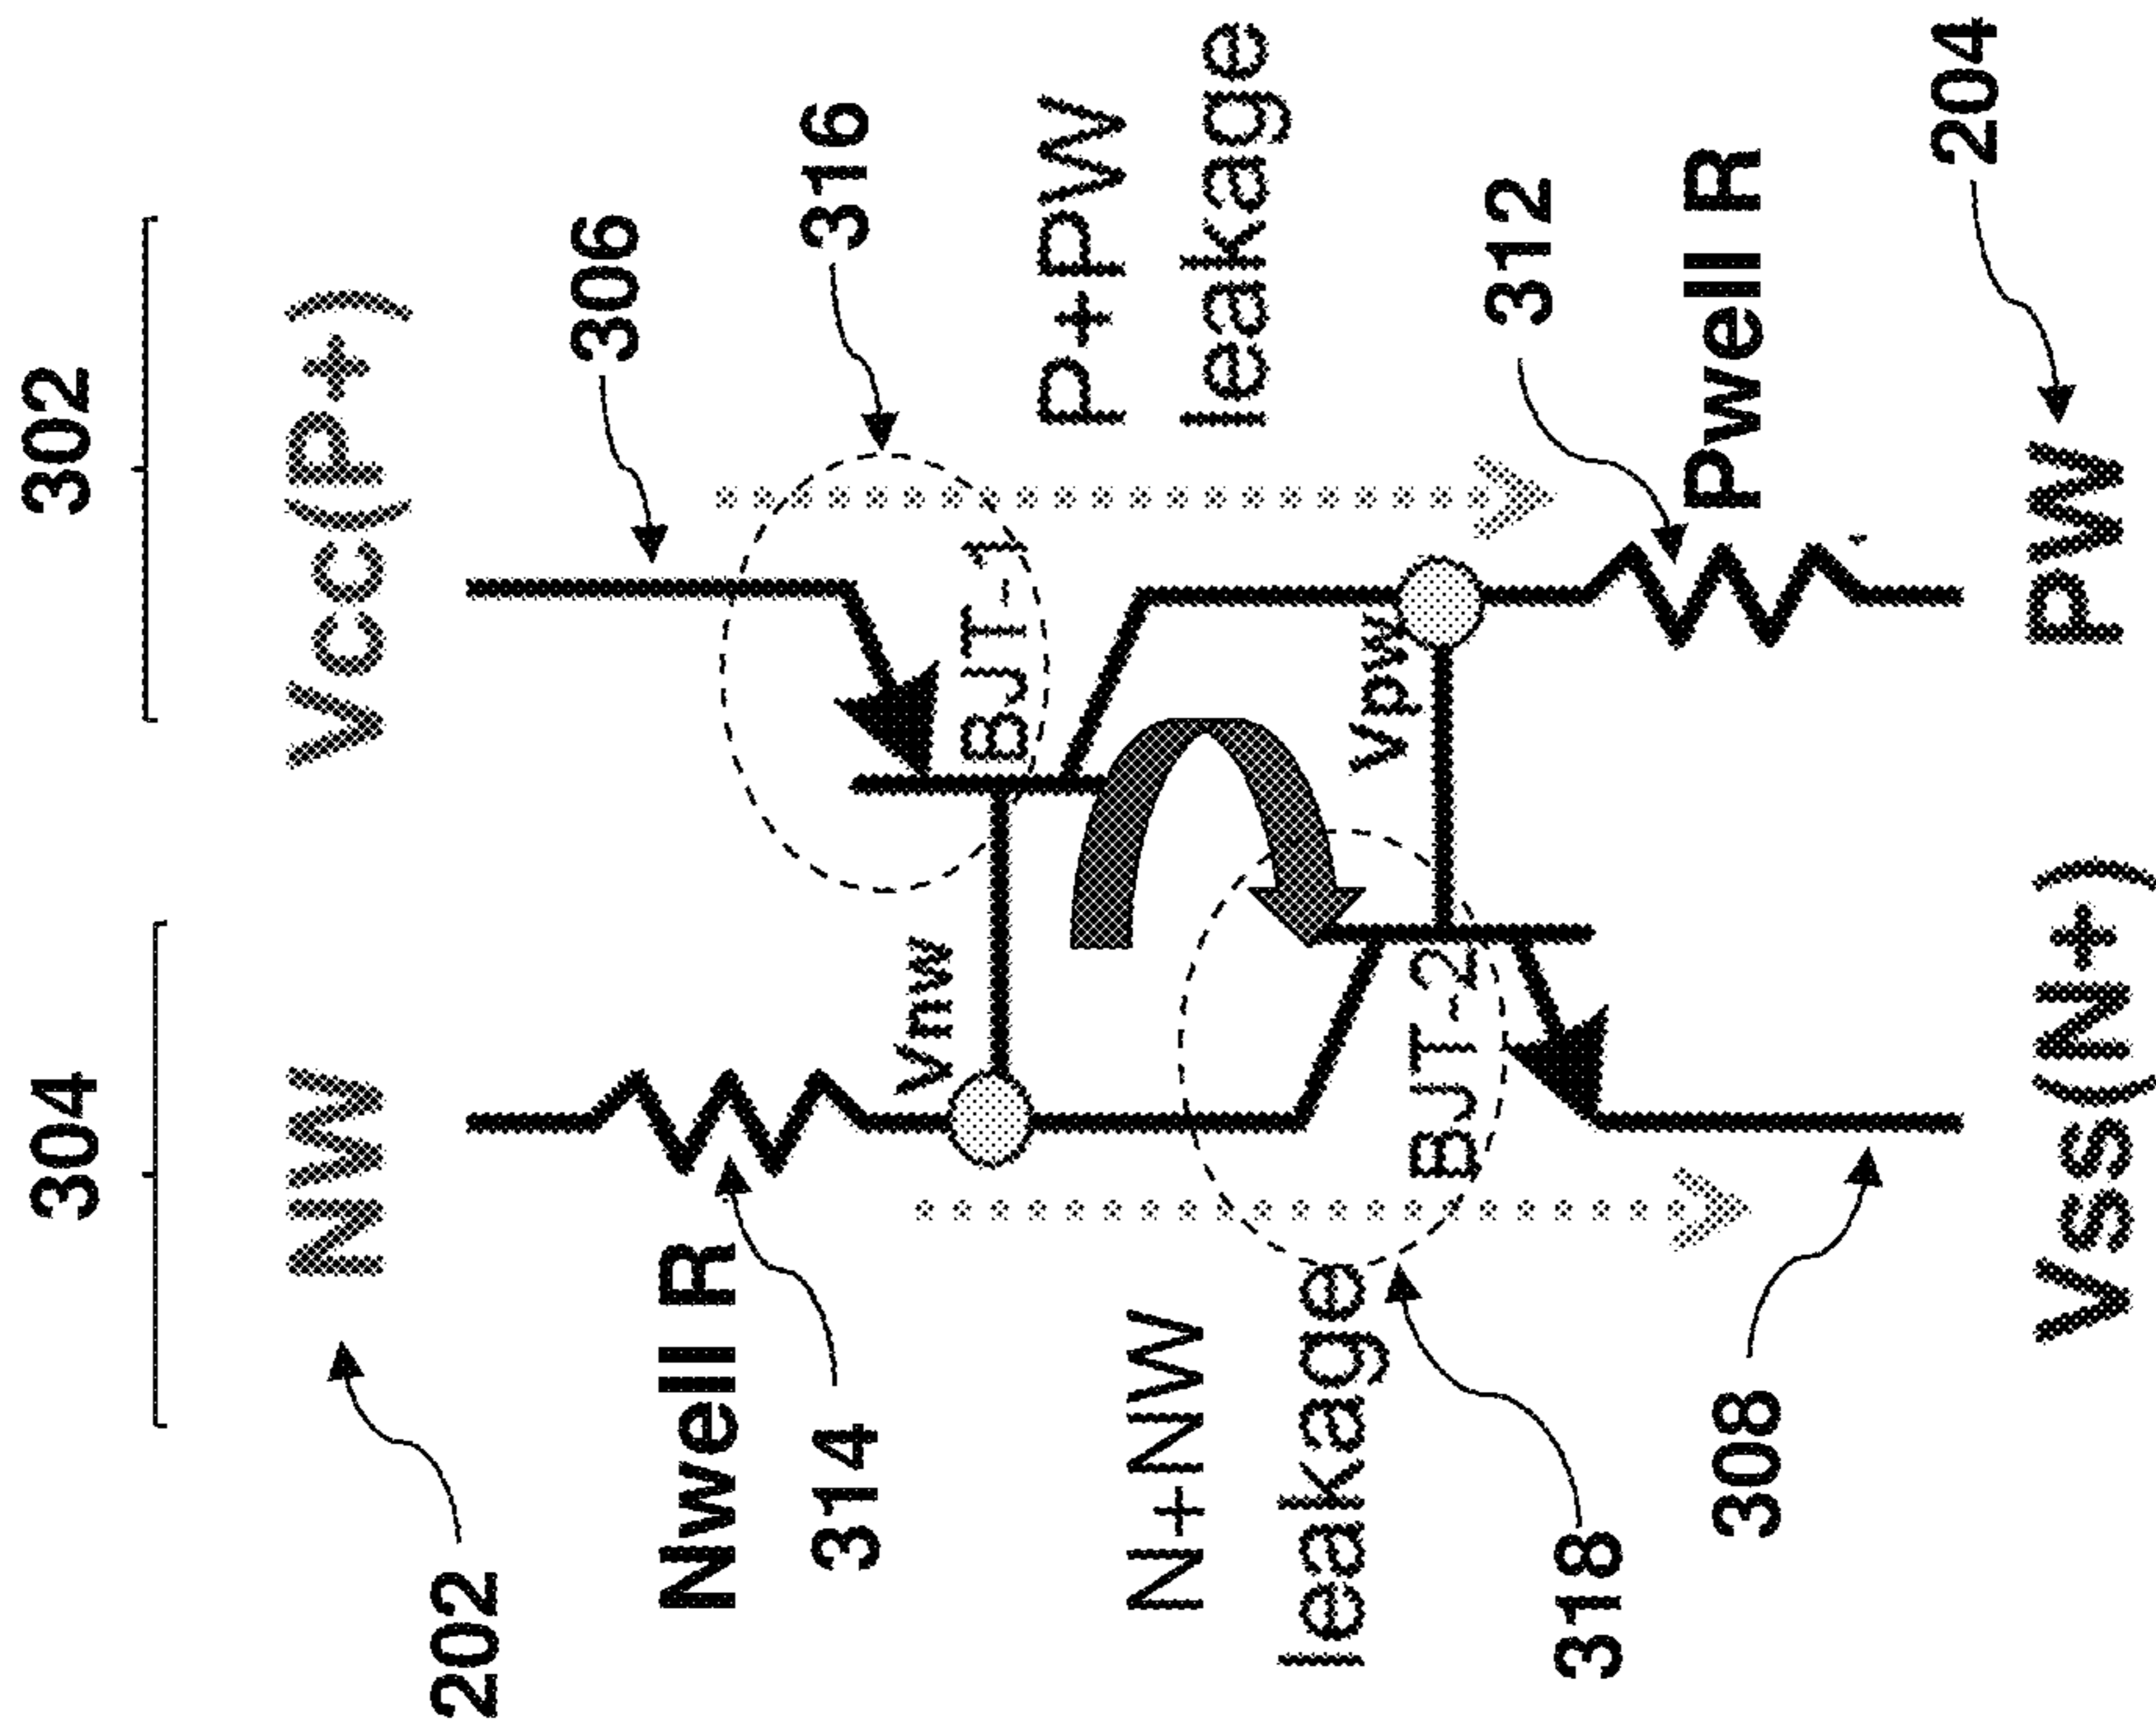 304
302
NW
Vcc(P+)
202
306
Nwell R
314
316
Vnw
BJT-1
P+PW
leakage
N+NW
leakage
Vpw
BJT-2
312
318
Pwell R
308
204
Vss(N+)
PW